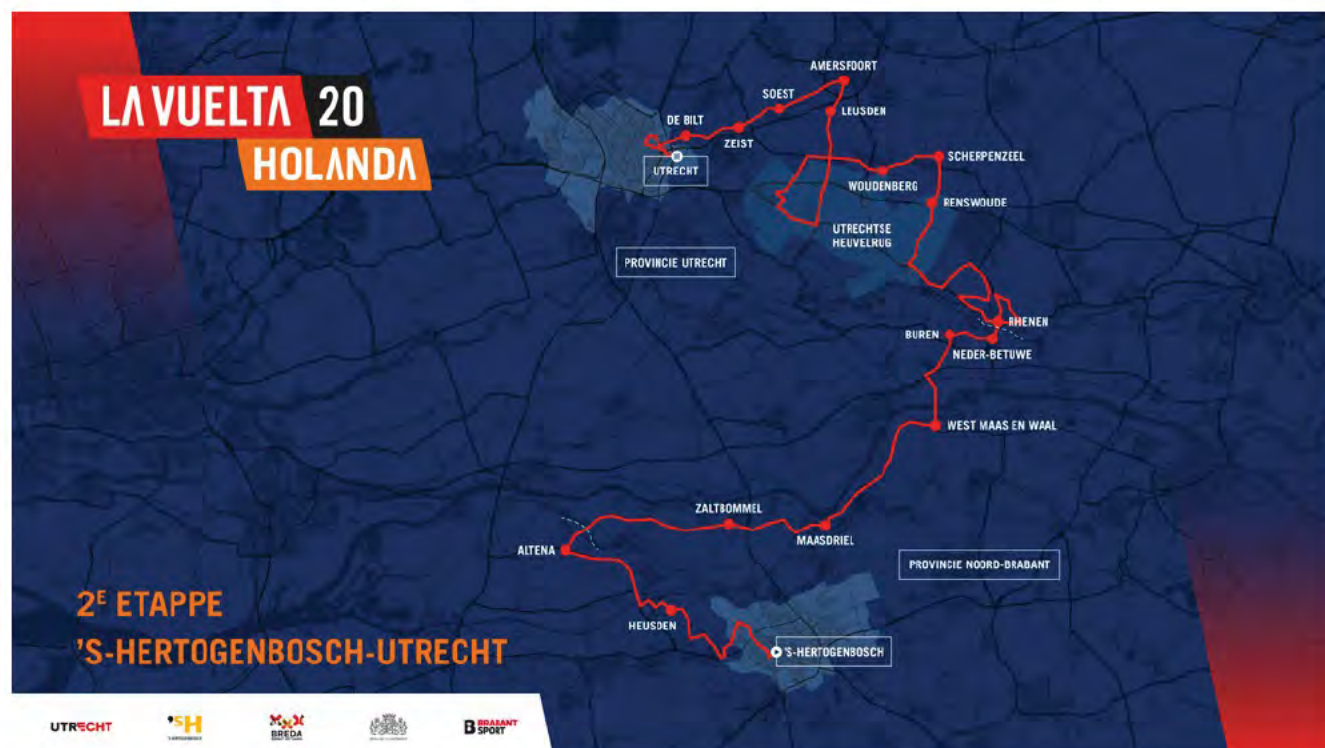 LA VUELTA 20
HOLANDA
AMERSFOORT
SOEST
LEUSDEN
DE BILT
ZEIST
UTRECHT
SCHERPENZEEL
WOUDENBERG
RENSWOUDE
UTRECHTSE
HEUVELRUG
PROVINCIE UTRECHT
RHENEN
BUREN
NEDER-BETUWE
WEST MAAS EN WAAL
ZALTBOMMEL
MAASDRIEL
ALTENA
PROVINCIE NOORD-BRABANT
HEUSDEN
'S-HERTOGENBOSCH
2E ETAPPE
'S-HERTOGENBOSCH-UTRECHT
UTRECHT
'SH
BREDA
B BRABANT
SPORT